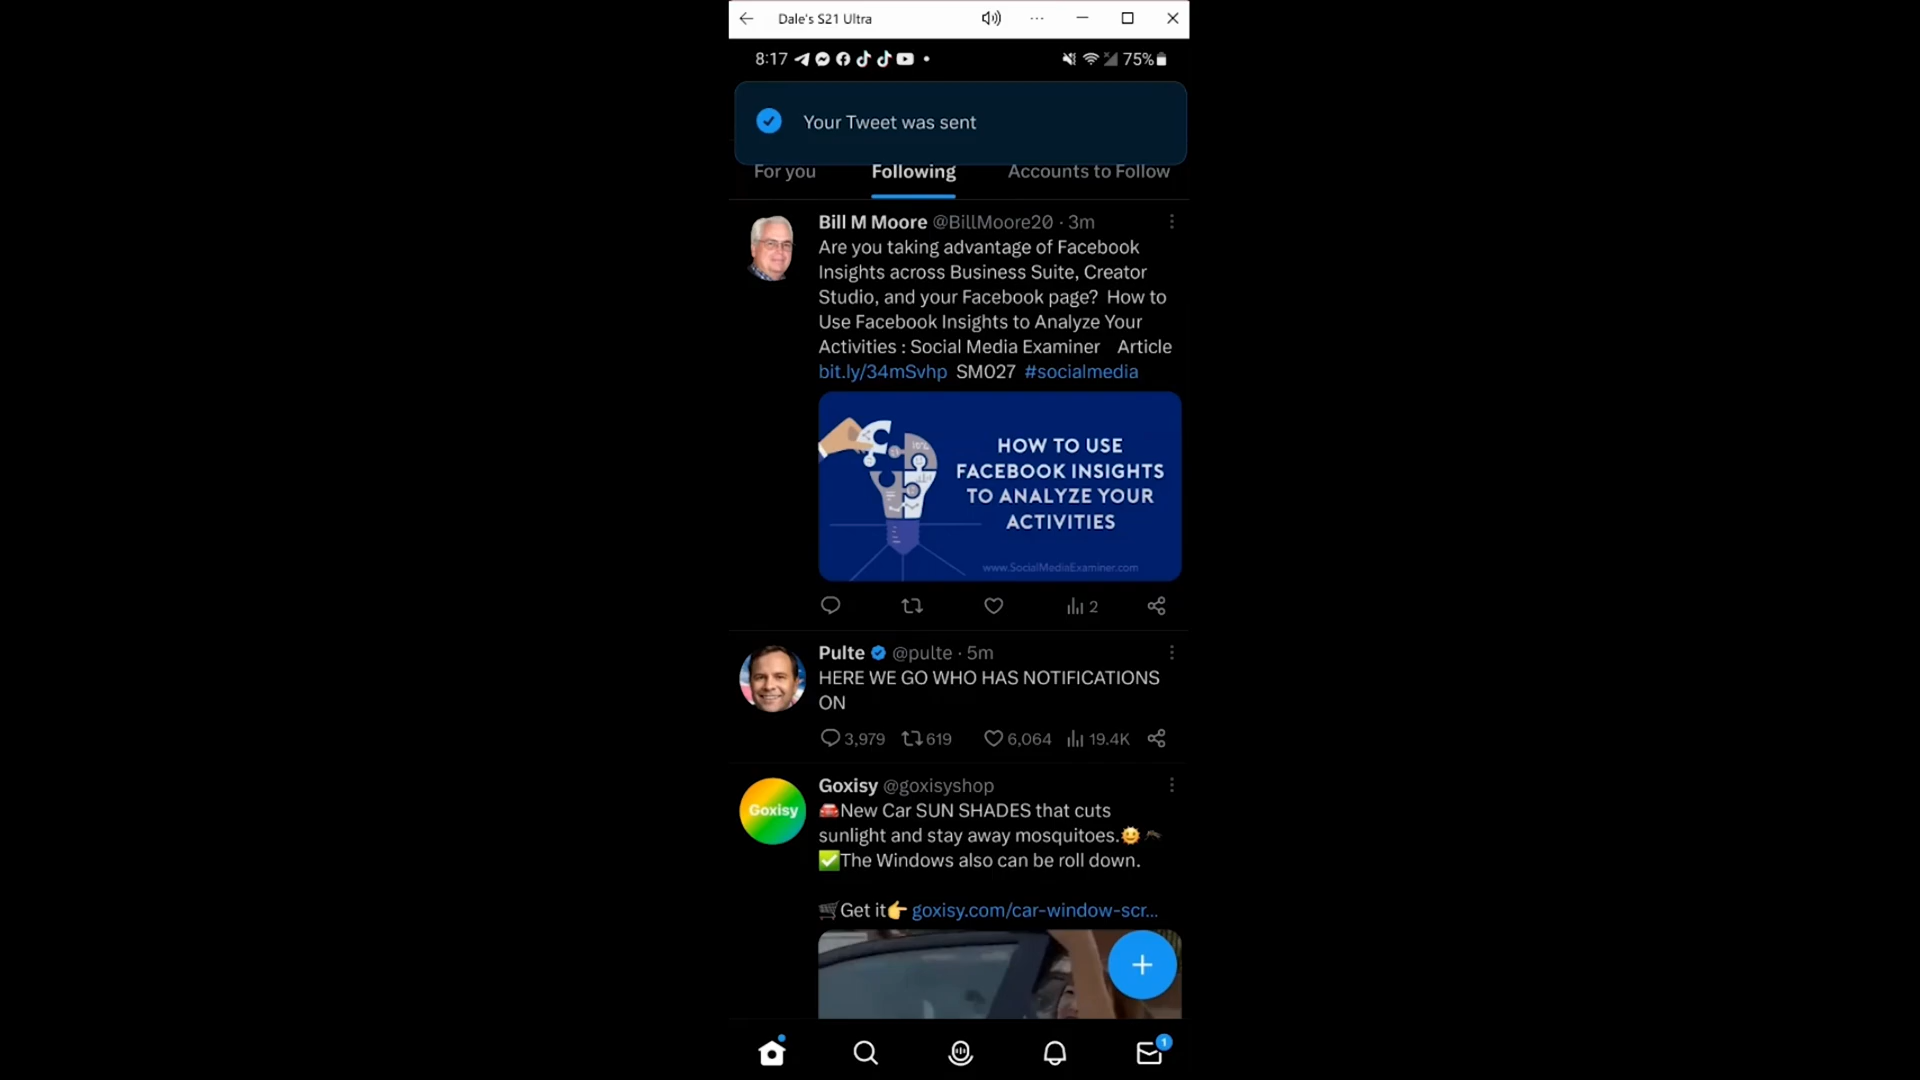 Dale's S21 Ultra
8:17
75%
Your Tweet was sent
For you
Following
Accounts to Follow
Bill M Moore @BillMoore20 · 3m
Are you taking advantage of Facebook
Insights across Business Suite, Creator
Studio, and your Facebook page?  How to
Use Facebook Insights to Analyze Your
Activities : Social Media Examiner    Article
bit.ly/34mSvhp  SM027  #socialmedia
HOW TO USE
FACEBOOK INSIGHTS
TO ANALYZE YOUR
ACTIVITIES
www.SocialMediaExaminer.com
2
Pulte @pulte · 5m
HERE WE GO WHO HAS NOTIFICATIONS
ON
3,979 619 6,064 19.4K
Goxisy @goxisyshop
Goxisy
🚘New Car SUN SHADES that cuts
sunlight and stay away mosquitoes.🌞🦟
✅The Windows also can be roll down.
🛒Get it👉 goxisy.com/car-window-scr...
1